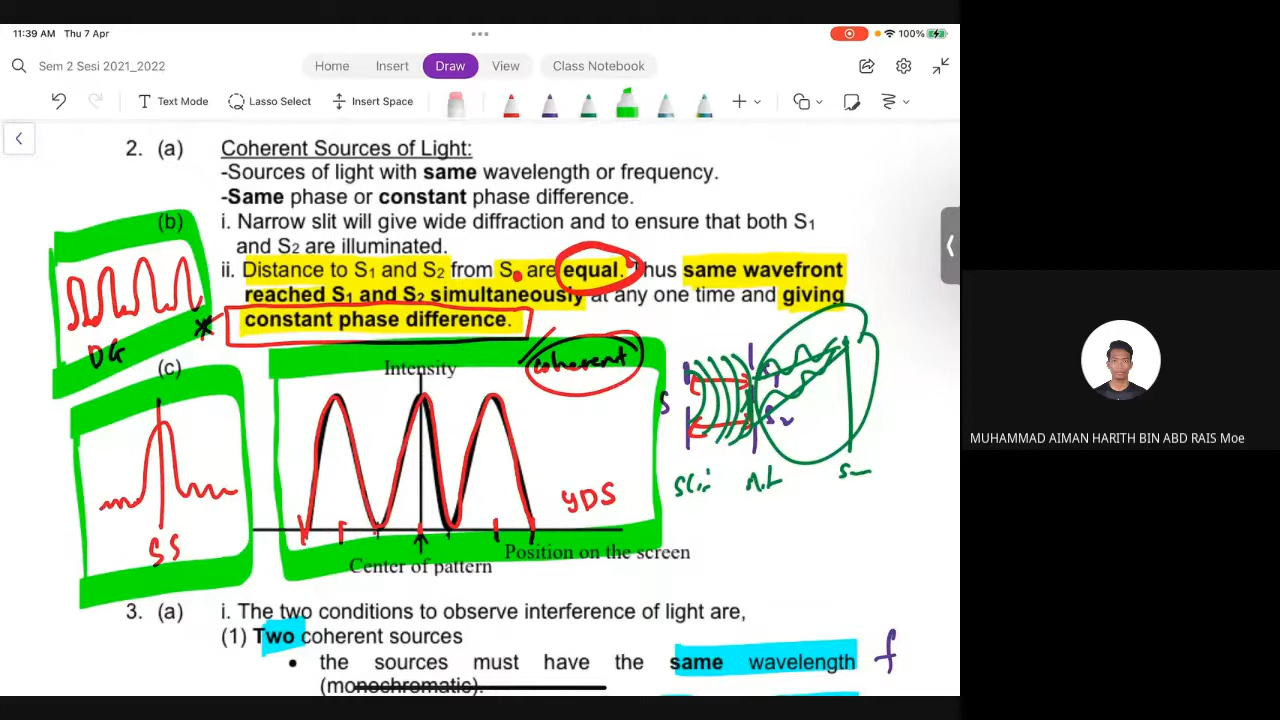 11:39 AM Thu 7 Apr
100%
Sem 2 Sesi 2021_2022
Home Insert Draw View Class Notebook
Text Mode Lasso Select Insert Space
2. (a) Coherent Sources of Light:
-Sources of light with same wavelength or frequency.
-Same phase or constant phase difference.
(b) i. Narrow slit will give wide diffraction and to ensure that both S1
and S2 are illuminated.
ii. Distance to S1 and S2 from S are equal. Thus same wavefront
reached S1 and S2 simultaneously at any one time and giving
constant phase difference.
DG
coherent
(c)
Intensity
S
S2
YDS
SS
Position on the screen
Center of pattern
3. (a) i. The two conditions to observe interference of light are,
(1) Two coherent sources
• the sources must have the same wavelength f
(monochromatic).
MUHAMMAD AIMAN HARITH BIN ABD RAIS Moe